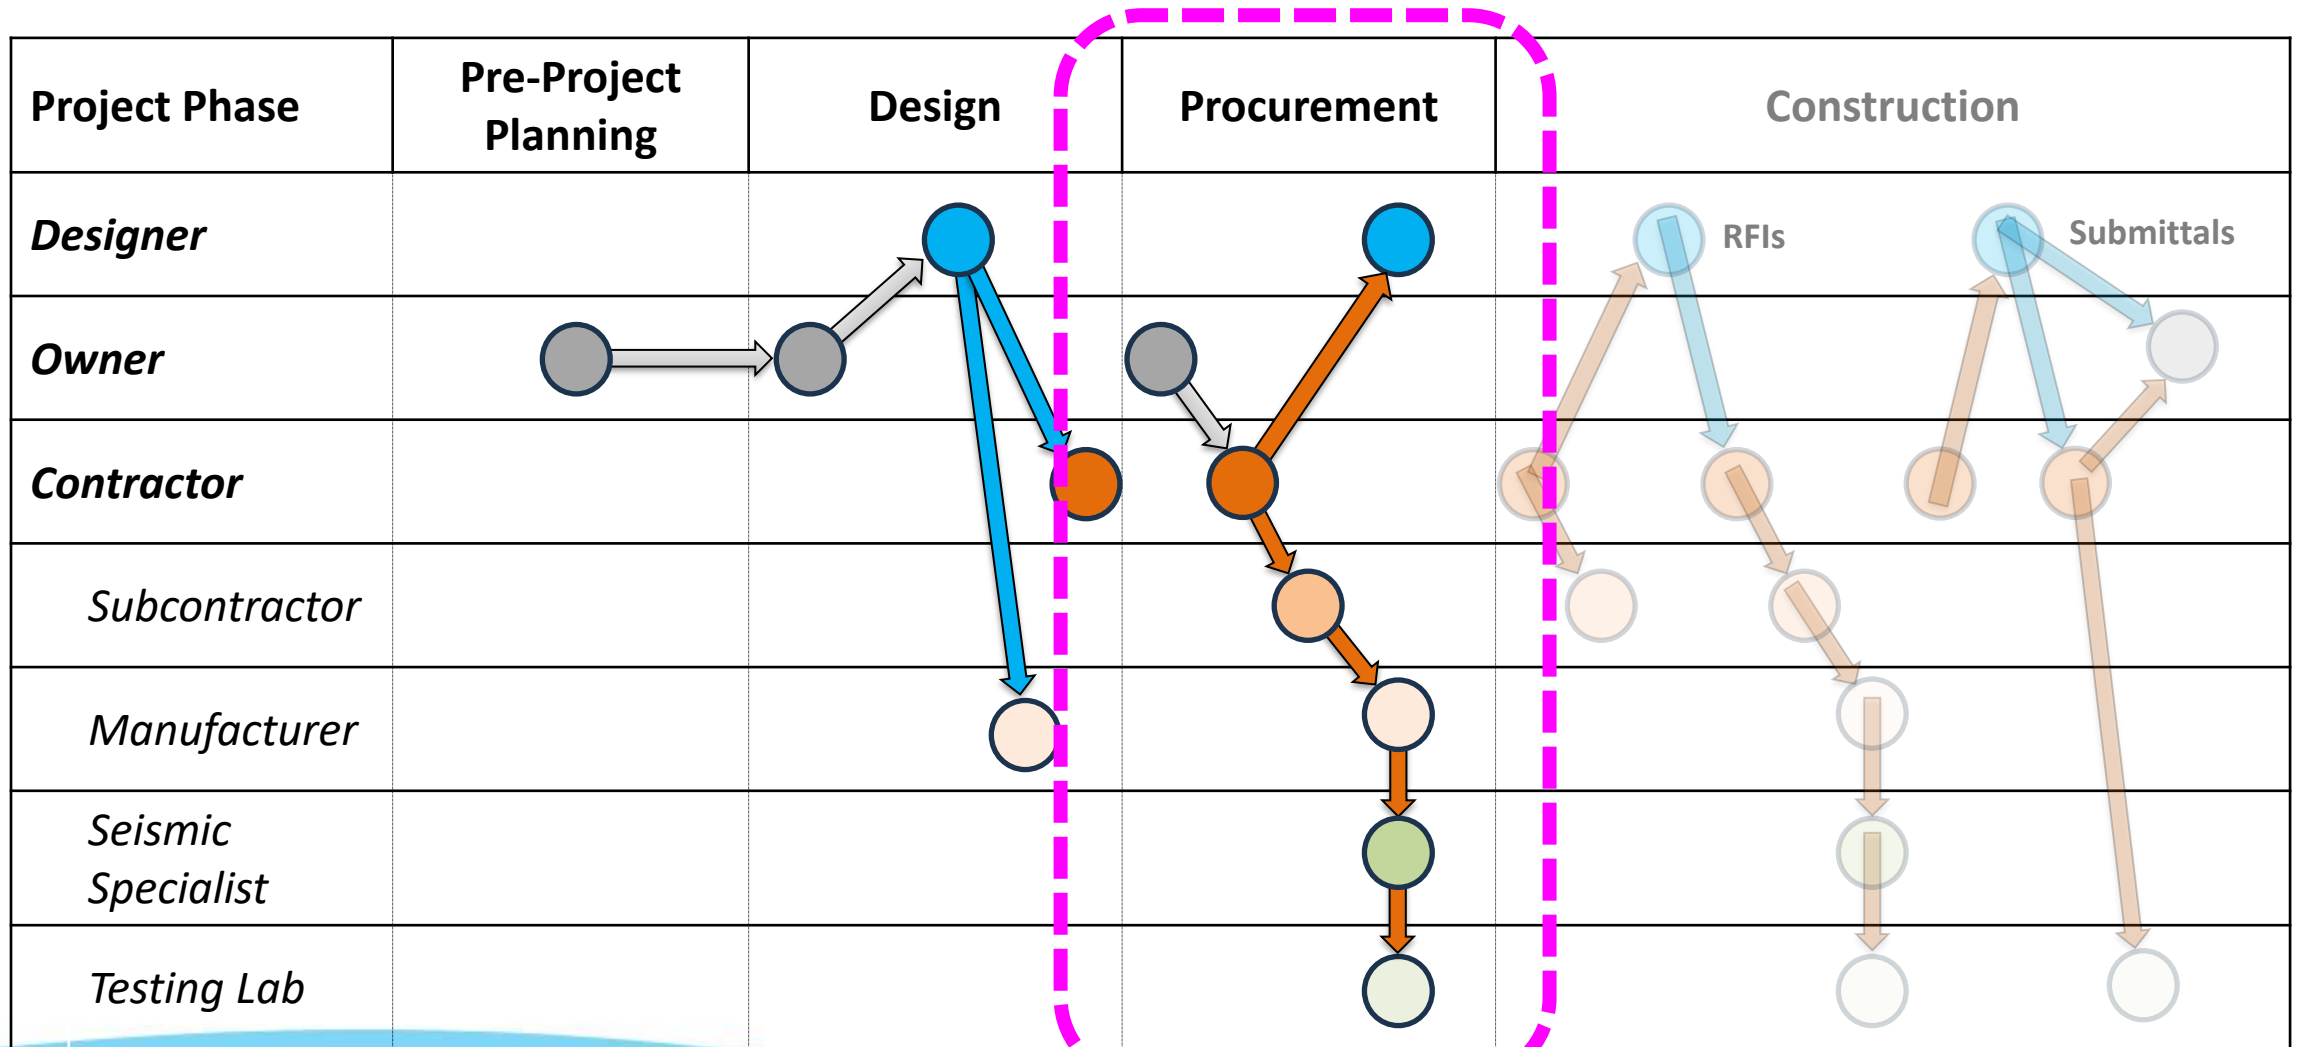 Project Phase
Pre-Project
Planning
Design
Procurement
Construction
Designer
RFIs
Submittals
Owner
Contractor
Subcontractor
Manufacturer
Seismic
Specialist
Testing Lab